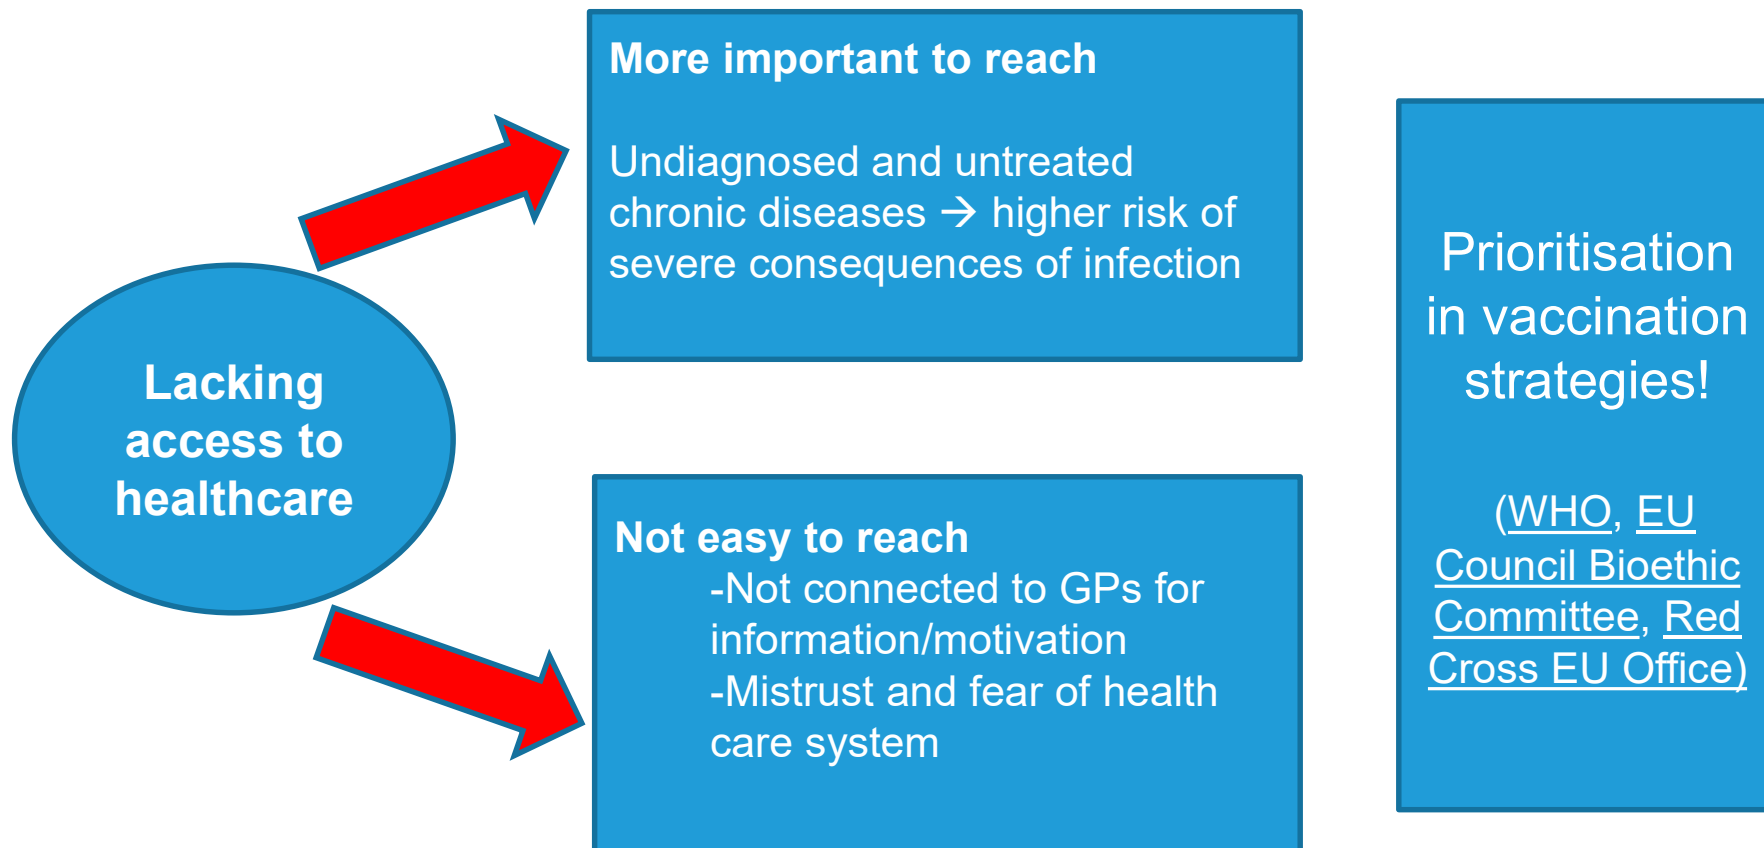 Lacking
access to
healthcare
More important to reach
Undiagnosed and untreated
chronic diseases → higher risk of
severe consequences of infection
Not easy to reach
-Not connected to GPs for
information/motivation
-Mistrust and fear of health
care system
Prioritisation
in vaccination
strategies!
(WHO, EU
Council Bioethic
Committee, Red
Cross EU Office)